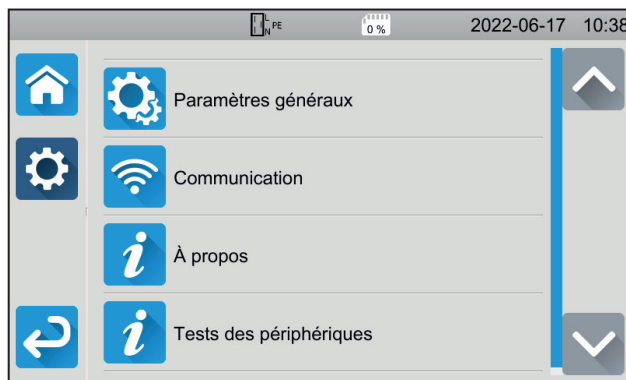 L
N PE
0 %
2022-06-17 10:38
Paramètres généraux
Communication
À propos
Tests des périphériques